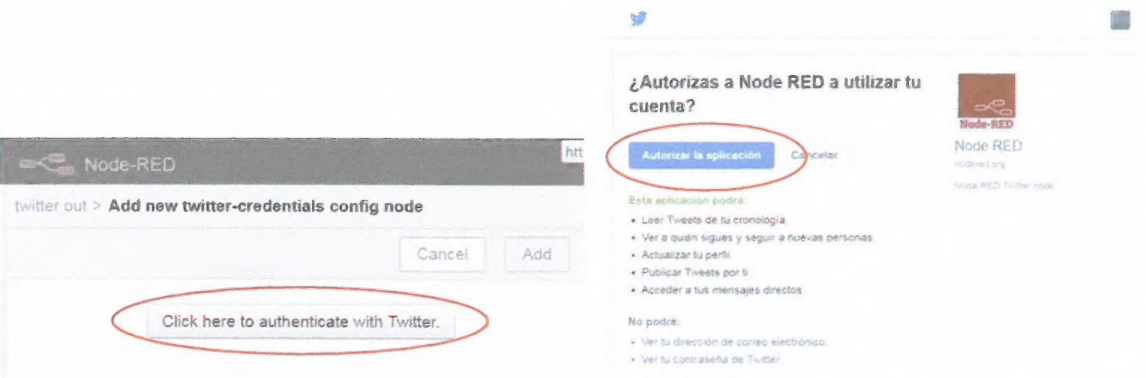 Node-RED
htt
twitter out > Add new twitter-credentials config node
Cancel Add
Click here to authenticate with Twitter.
¿Autorizas a Node RED a utilizar tu
cuenta?
Autorizar la aplicación Cancelar
Esta aplicación podrá:
• Leer Tweets de tu cronología.
• Ver a quién sigues y seguir a nuevas personas.
• Actualizar tu perfil.
• Publicar Tweets por ti.
• Acceder a tus mensajes directos.
No podrá:
• Ver tu dirección de correo electrónico.
• Ver tu contraseña de Twitter.
Node-RED
Node RED
nodered.org
Node RED Twitter node